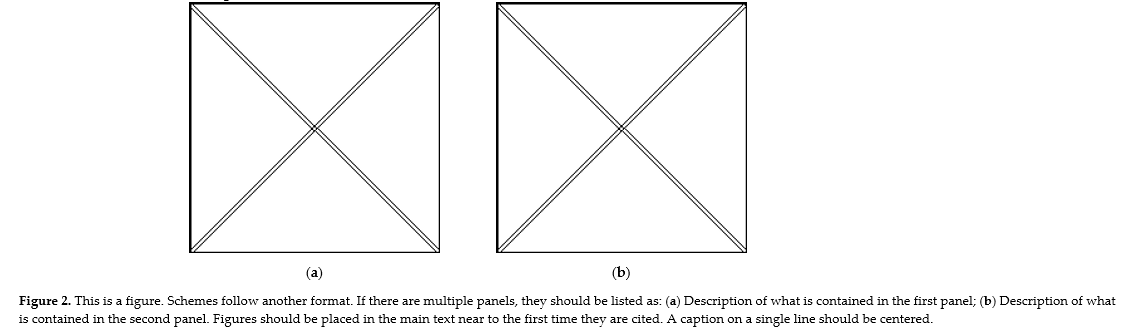 (a) (b)
Figure 2. This is a figure. Schemes follow another format. If there are multiple panels, they should be listed as: (a) Description of what is contained in the first panel; (b) Description of what
is contained in the second panel. Figures should be placed in the main text near to the first time they are cited. A caption on a single line should be centered.